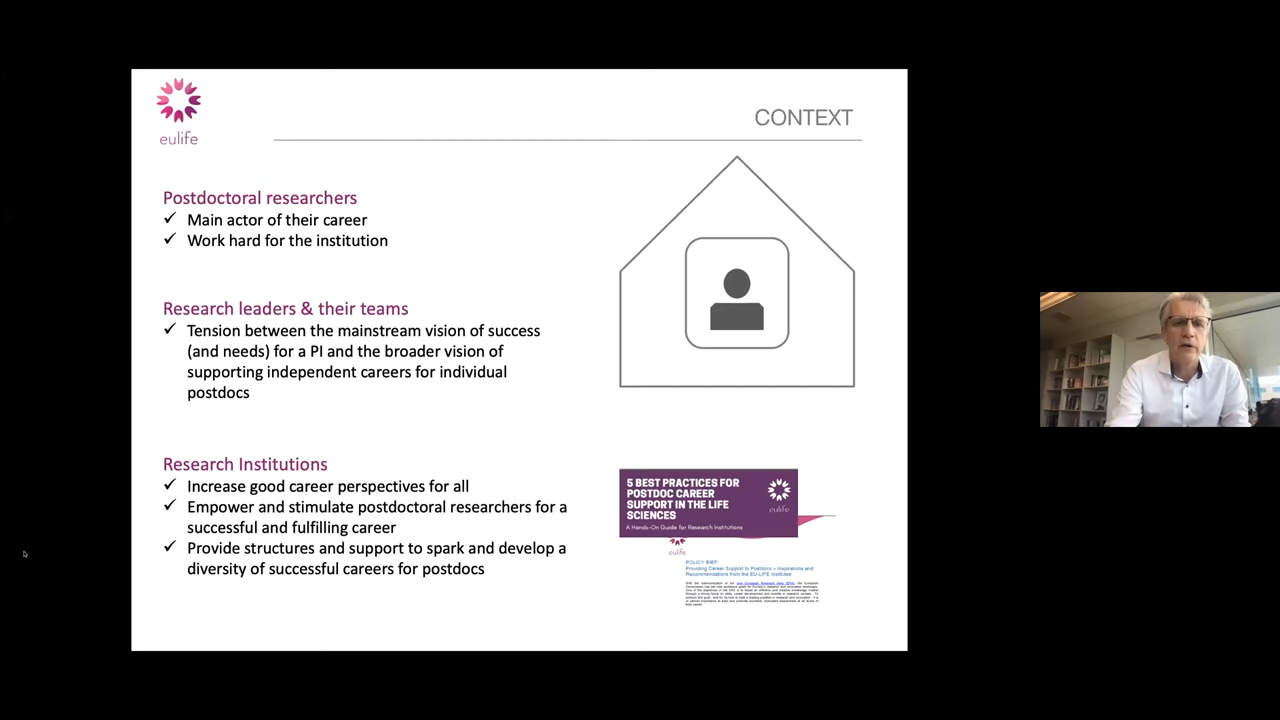 eulife
CONTEXT
Postdoctoral researchers
✓ Main actor of their career
✓ Work hard for the institution
Research leaders & their teams
✓ Tension between the mainstream vision of success
(and needs) for a PI and the broader vision of
supporting independent careers for individual
postdocs
Research Institutions
✓ Increase good career perspectives for all
✓ Empower and stimulate postdoctoral researchers for a
successful and fulfilling career
✓ Provide structures and support to spark and develop a
diversity of successful careers for postdocs
5 BEST PRACTICES FOR
POSTDOC CAREER
SUPPORT IN THE LIFE
SCIENCES
A Hands-On Guide for Research Institutions
eulife
eulife
POLICY BIEF:
Providing Career Support to Postdocs – Inspirations and
Recommendations from the EU-LIFE institutes